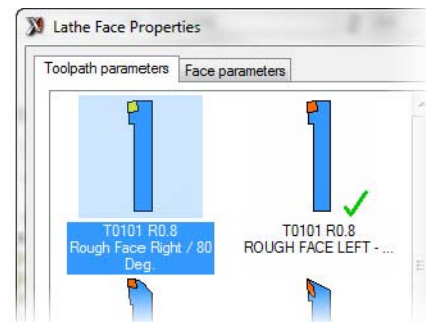 Lathe Face Properties
Toolpath parameters
Face parameters
T0101 R0.8
Rough Face Right / 80
Deg.
T0101 R0.8
ROUGH FACE LEFT - ...